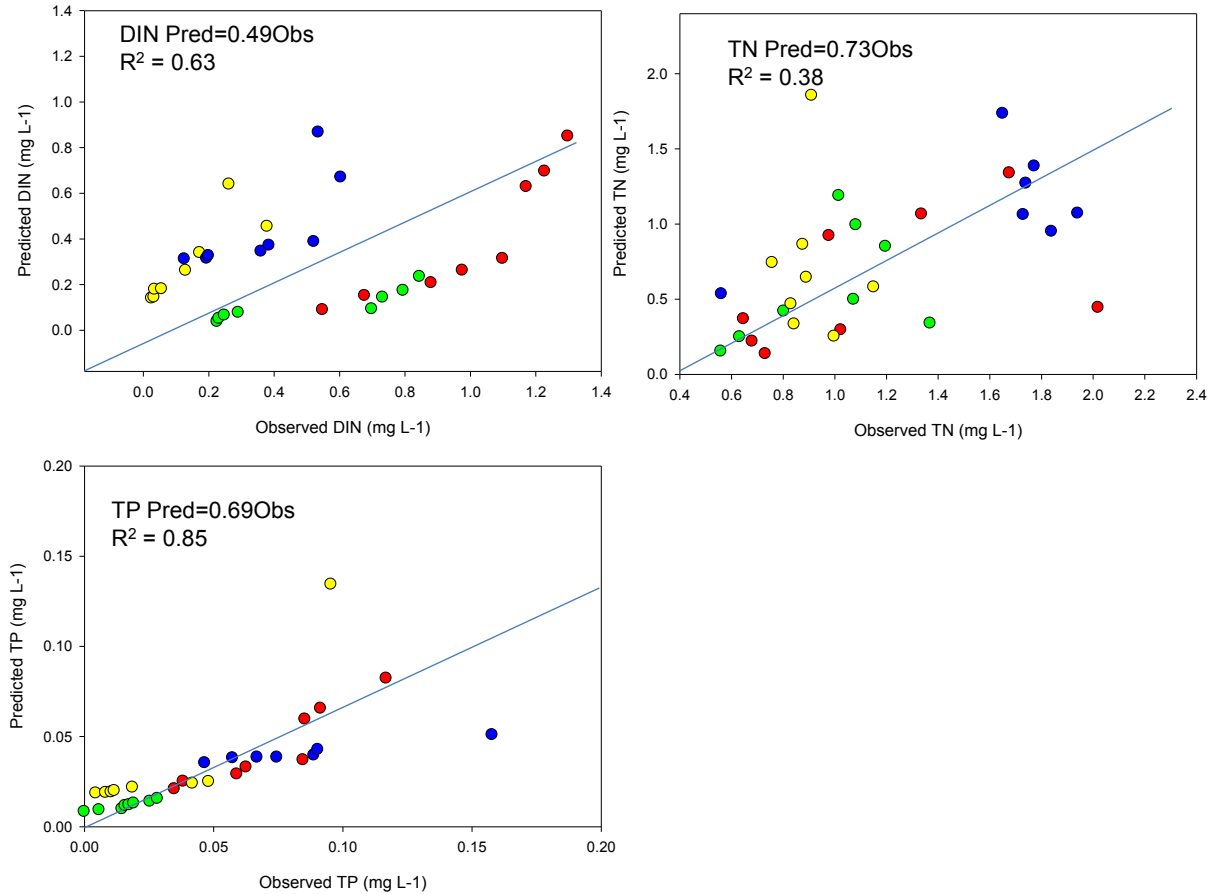 DIN Pred=0.49Obs
R² = 0.63
Predicted DIN (mg L-1)
1.4
1.2
1.0
0.8
0.6
0.4
0.2
0.0
0.0 0.2 0.4 0.6 0.8 1.0 1.2 1.4
Observed DIN (mg L-1)
TN Pred=0.73Obs
R² = 0.38
Predicted TN (mg L-1)
2.0
1.5
1.0
0.5
0.0
0.4 0.6 0.8 1.0 1.2 1.4 1.6 1.8 2.0 2.2 2.4
Observed TN (mg L-1)
TP Pred=0.69Obs
R² = 0.85
Predicted TP (mg L-1)
0.20
0.15
0.10
0.05
0.00
0.00 0.05 0.10 0.15 0.20
Observed TP (mg L-1)